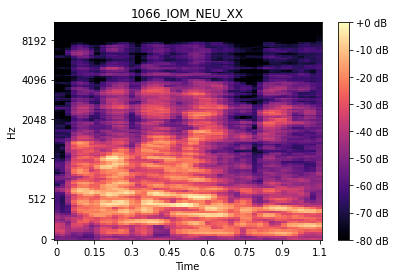 1066_IOM_NEU_XX
Hz
8192
4096
2048
1024
512
0
0
0.15
0.3
0.45
0.6
0.75
0.9
1.1
Time
+0 dB
-10 dB
-20 dB
-30 dB
-40 dB
-50 dB
-60 dB
-70 dB
-80 dB